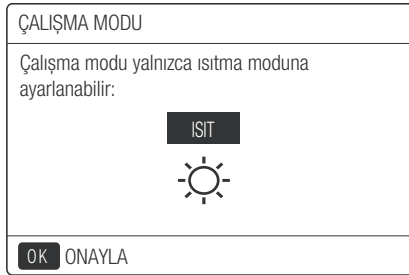 ÇALIŞMA MODU
Çalışma modu yalnızca ısıtma moduna
ayarlanabilir:
ISIT
OK ONAYLA